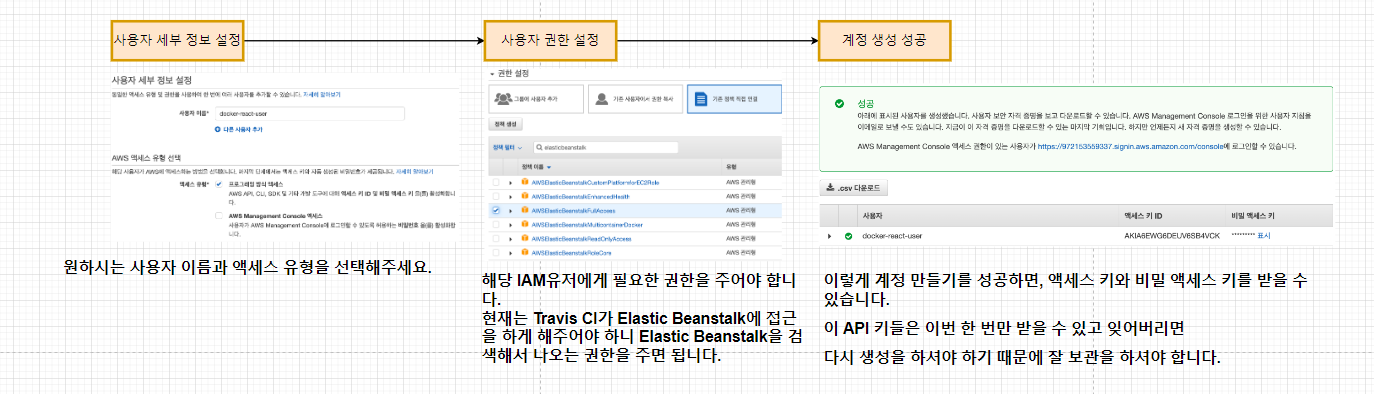 사용자 세부 정보 설정
사용자 권한 설정
계정 생성 성공
사용자 세부 정보 설정
동일한 액세스 유형 및 권한을 사용하여 한 번에 여러 사용자를 추가할 수 있습니다. 자세히 알아보기
사용자 이름*
docker-react-user
다른 사용자 추가
AWS 액세스 유형 선택
해당 사용자가 AWS에 액세스하는 방법을 선택합니다. 마지막 단계에서는 액세스 키와 자동 생성된 비밀번호가 제공됩니다. 자세히 알아보기
액세스 유형*
프로그래밍 방식 액세스
AWS API, CLI, SDK 및 기타 개발 도구에 대해 액세스 키 ID 및 비밀 액세스 키 을(를) 활성화합니다.
AWS Management Console 액세스
사용자가 AWS Management Console에 로그인할 수 있도록 허용하는 비밀번호 을(를) 활성화합니다.
원하시는 사용자 이름과 액세스 유형을 선택해주세요.
권한 설정
그룹에 사용자 추가
기존 사용자에서 권한 복사
기존 정책 직접 연결
정책 생성
정책 필터
elasticbeanstalk
정책 이름
유형
AWSElasticBeanstalkCustomPlatformforEC2Role
AWS 관리형
AWSElasticBeanstalkEnhancedHealth
AWS 관리형
AWSElasticBeanstalkFullAccess
AWS 관리형
AWSElasticBeanstalkMulticontainerDocker
AWS 관리형
AWSElasticBeanstalkReadOnlyAccess
AWS 관리형
AWSElasticBeanstalkRoleCore
AWS 관리형
해당 IAM유저에게 필요한 권한을 주어야 합니
다.
현재는 Travis CI가 Elastic Beanstalk에 접근
을 하게 해주어야 하니 Elastic Beanstalk을 검
색해서 나오는 권한을 주면 됩니다.
성공
아래에 표시된 사용자를 생성했습니다. 사용자 보안 자격 증명을 보고 다운로드할 수 있습니다. AWS Management Console 로그인을 위한 사용자 지침을
이메일로 보낼 수도 있습니다. 지금이 이 자격 증명을 다운로드할 수 있는 마지막 기회입니다. 하지만 언제든지 새 자격 증명을 생성할 수 있습니다.
AWS Management Console 액세스 권한이 있는 사용자가 https://972153559337.signin.aws.amazon.com/console에 로그인할 수 있습니다.
.csv 다운로드
사용자
액세스 키 ID
비밀 액세스 키
docker-react-user
AKIA6EWG6DEUV6SB4VCK
********* 표시
이렇게 계정 만들기를 성공하면, 액세스 키와 비밀 액세스 키를 받을 수
있습니다.
이 API 키들은 이번 한 번만 받을 수 있고 잊어버리면
다시 생성을 하셔야 하기 때문에 잘 보관을 하셔야 합니다.